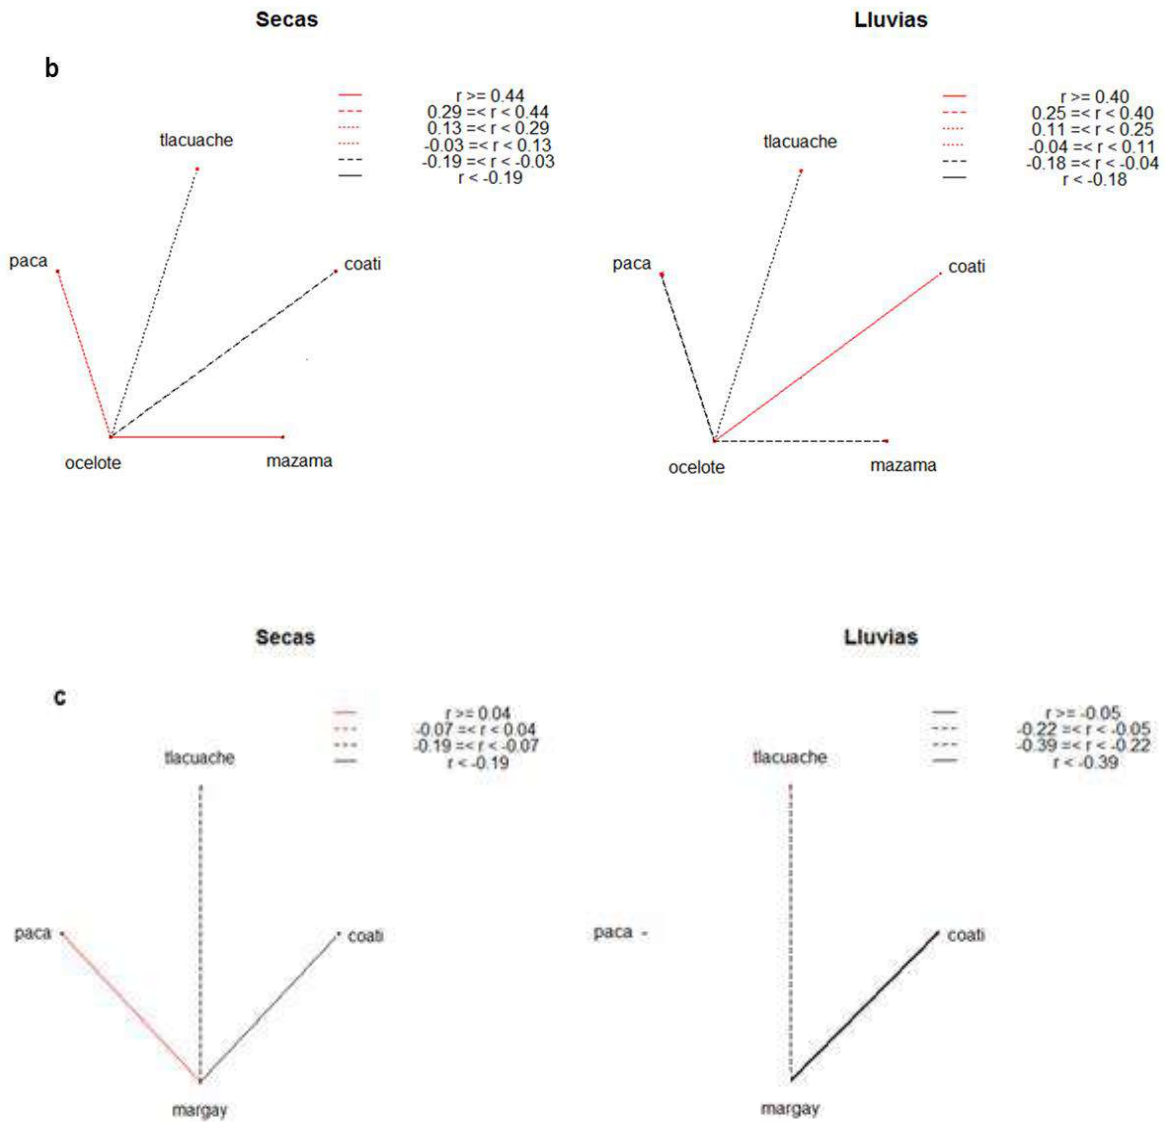 Secas
Lluvias
b
r >= 0.44
0.29 =< r < 0.44
0.13 =< r < 0.29
-0.03 =< r < 0.13
-0.19 =< r < -0.03
r < -0.19
tlacuache
paca
coati
ocelote
mazama
r >= 0.40
0.25 =< r < 0.40
0.11 =< r < 0.25
-0.04 =< r < 0.11
-0.18 =< r < -0.04
r < -0.18
tlacuache
paca
coati
ocelote
mazama
Secas
Lluvias
c
r >= 0.04
-0.07 =< r < 0.04
-0.19 =< r < -0.07
r < -0.19
tlacuache
paca
coati
margay
r >= -0.05
-0.22 =< r < -0.05
-0.39 =< r < -0.22
r < -0.39
tlacuache
paca
coati
margay